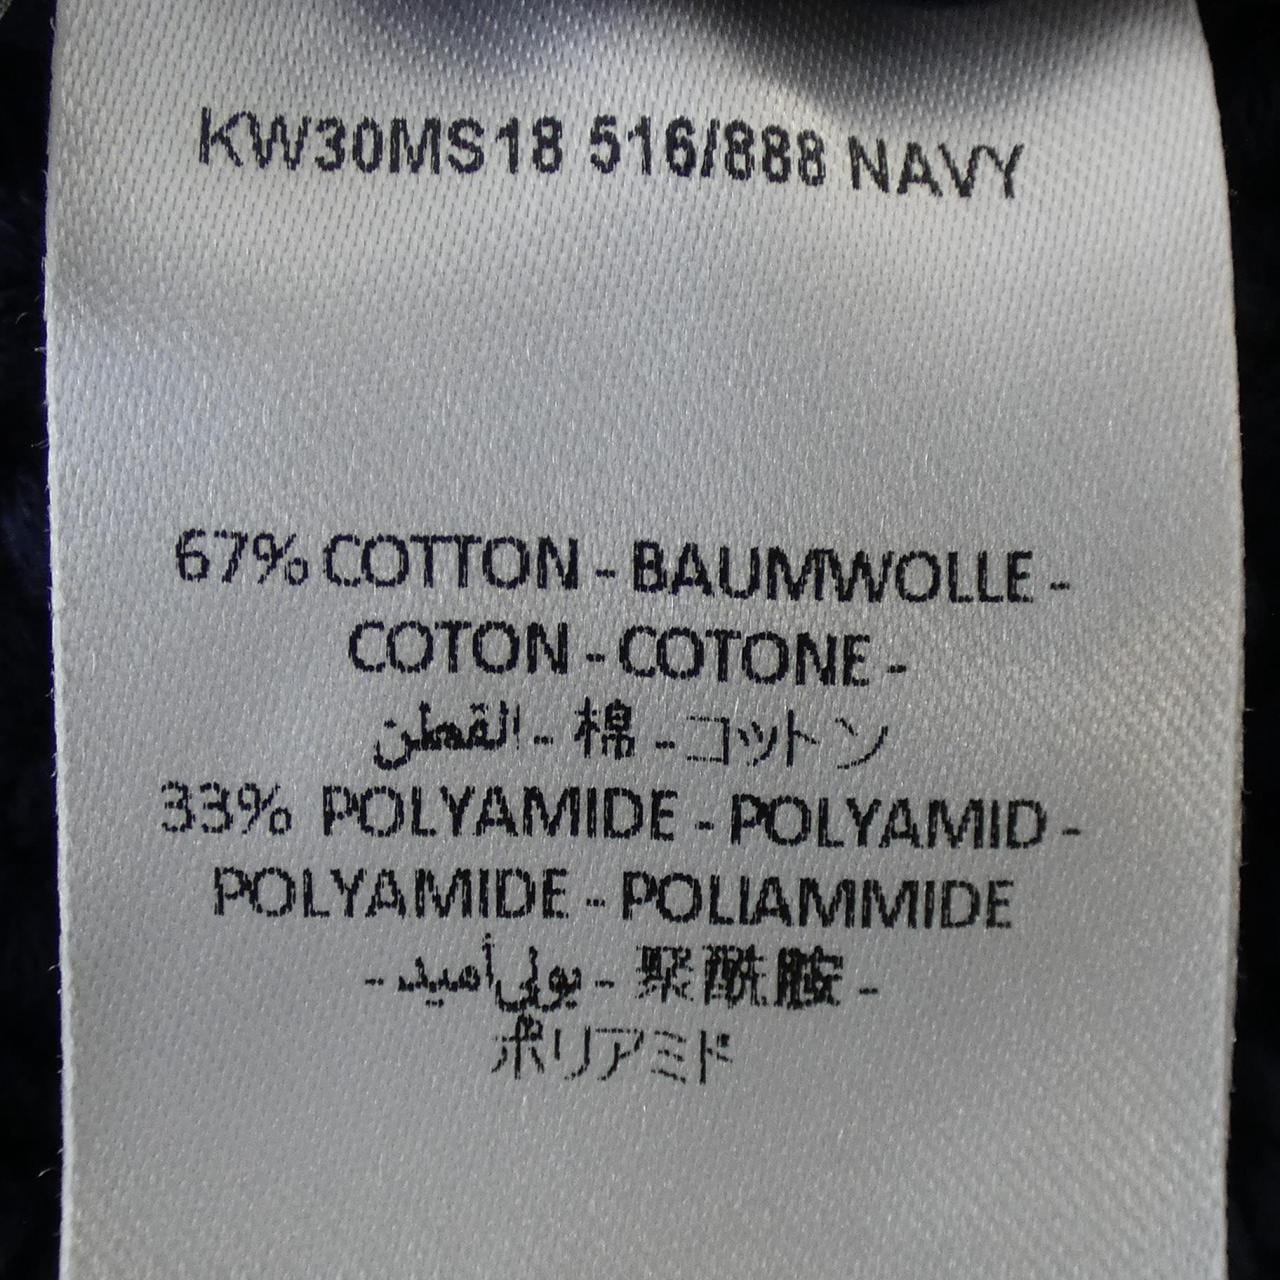 KW30MS18 516/888 NAVY
67% COTTON - BAUMWOLLE -
COTON - COTONE -
القطن - 棉 - コットン
33% POLYAMIDE - POLYAMID -
POLYAMIDE - POLIAMMIDE
- يولي أميد - 聚酰胺 -
ポリアミド